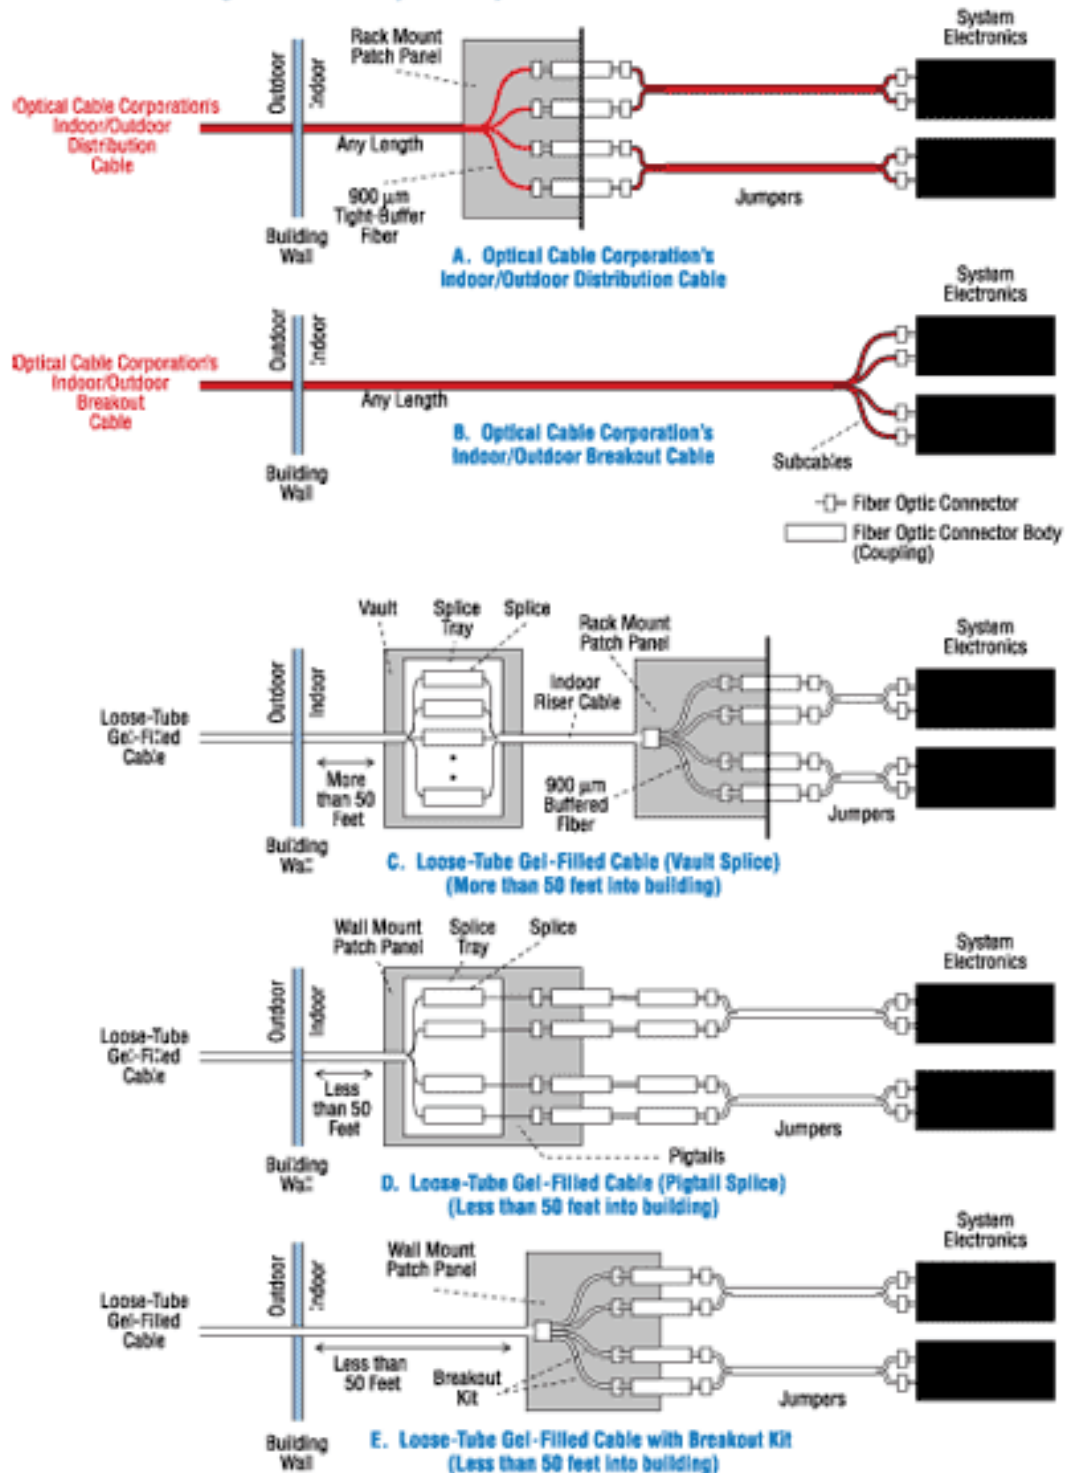 System
Electronics
Rack Mount
Patch Panel
Outdoor
Indoor
Optical Cable Corporation's
Indoor/Outdoor
Distribution
Cable
Any Length
900 μm
Tight-Buffer
Fiber
Jumpers
Building
Wall
A. Optical Cable Corporation's
Indoor/Outdoor Distribution Cable
System
Electronics
Outdoor
Indoor
Optical Cable Corporation's
Indoor/Outdoor
Breakout
Cable
Any Length
B. Optical Cable Corporation's
Indoor/Outdoor Breakout Cable
Subcables
Building
Wall
Fiber Optic Connector
Fiber Optic Connector Body
(Coupling)
Vault
Splice
Tray
Splice
Rack Mount
Patch Panel
System
Electronics
Outdoor
Indoor
Indoor
Riser Cable
Loose-Tube
Gel-Filled
Cable
More
than 50
Feet
900 μm
Buffered
Fiber
Jumpers
Building
Wall
C. Loose-Tube Gel-Filled Cable (Vault Splice)
(More than 50 feet into building)
Wall Mount
Patch Panel
Splice
Tray
Splice
System
Electronics
Outdoor
Indoor
Loose-Tube
Gel-Filled
Cable
Less
than 50
Feet
Jumpers
Pigtails
Building
Wall
D. Loose-Tube Gel-Filled Cable (Pigtail Splice)
(Less than 50 feet into building)
System
Electronics
Wall Mount
Patch Panel
Outdoor
Indoor
Loose-Tube
Gel-Filled
Cable
Less than
50 Feet
Breakout
Kit
Jumpers
Building
Wall
E. Loose-Tube Gel-Filled Cable with Breakout Kit
(Less than 50 feet into building)